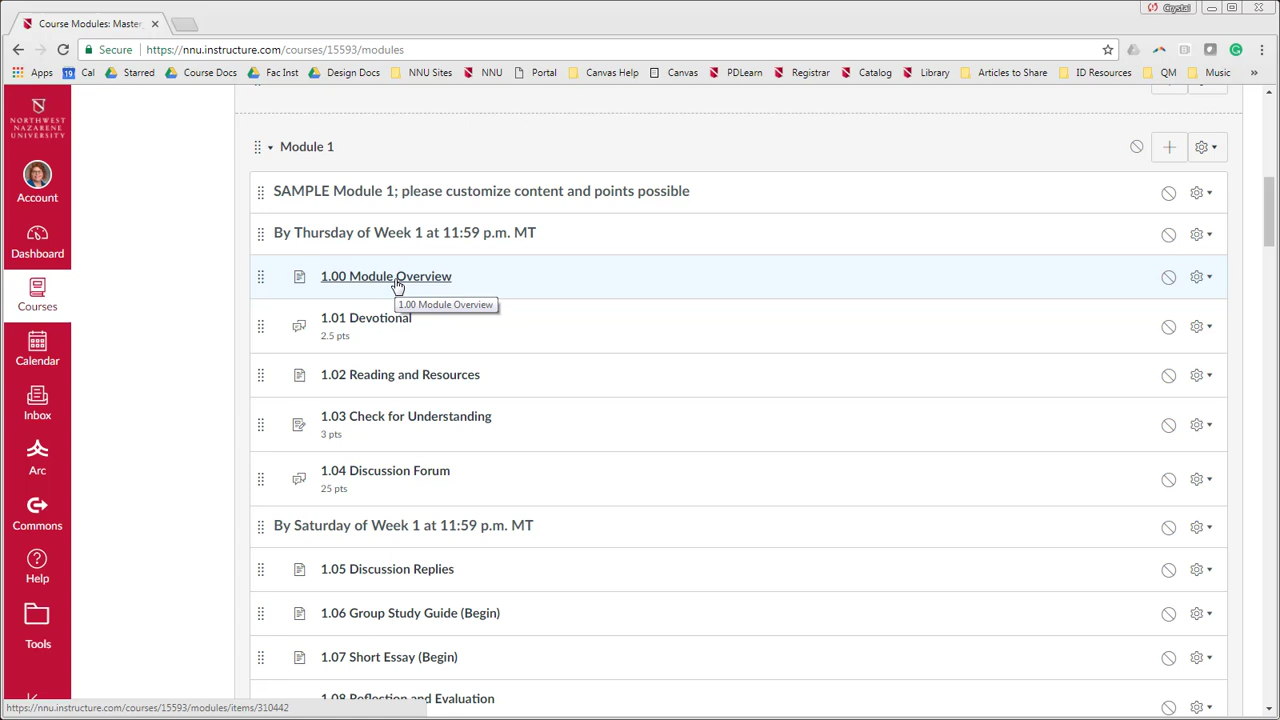 Crystal
Course Modules: Master
Secure https://nnu.instructure.com/courses/15593/modules
Apps 19 Cal Starred Course Docs Fac Inst Design Docs NNU Sites NNU Portal Canvas Help Canvas PDLearn Registrar Catalog Library Articles to Share ID Resources QM Music »
NORTHWEST
NAZARENE
UNIVERSITY
Account
Dashboard
Courses
Calendar
Inbox
Arc
Commons
Help
Tools
Module 1
SAMPLE Module 1; please customize content and points possible
By Thursday of Week 1 at 11:59 p.m. MT
1.00 Module Overview
1.00 Module Overview
1.01 Devotional
2.5 pts
1.02 Reading and Resources
1.03 Check for Understanding
3 pts
1.04 Discussion Forum
25 pts
By Saturday of Week 1 at 11:59 p.m. MT
1.05 Discussion Replies
1.06 Group Study Guide (Begin)
1.07 Short Essay (Begin)
1.08 Reflection and Evaluation
https://nnu.instructure.com/courses/15593/modules/items/310442